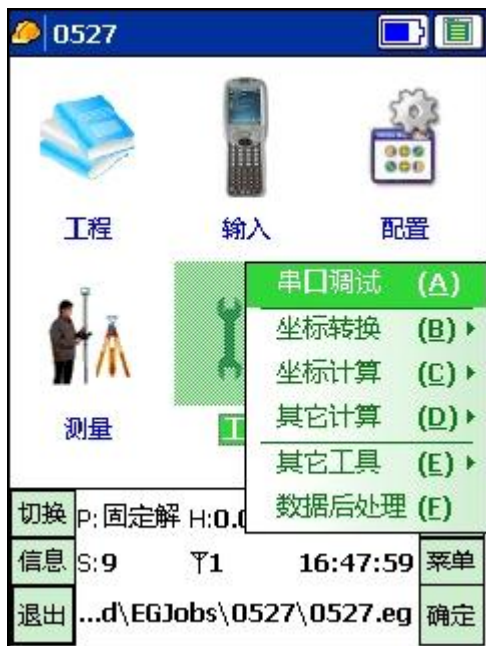 0527
工程 输入 配置
串口调试 (A)
坐标转换 (B)
坐标计算 (C)
测量
其它计算 (D)
其它工具 (E)
数据后处理 (F)
切换 P:固定解 H:0.0
信息 S:9 1 16:47:59 菜单
退出 ...d\EGJobs\0527\0527.eg 确定